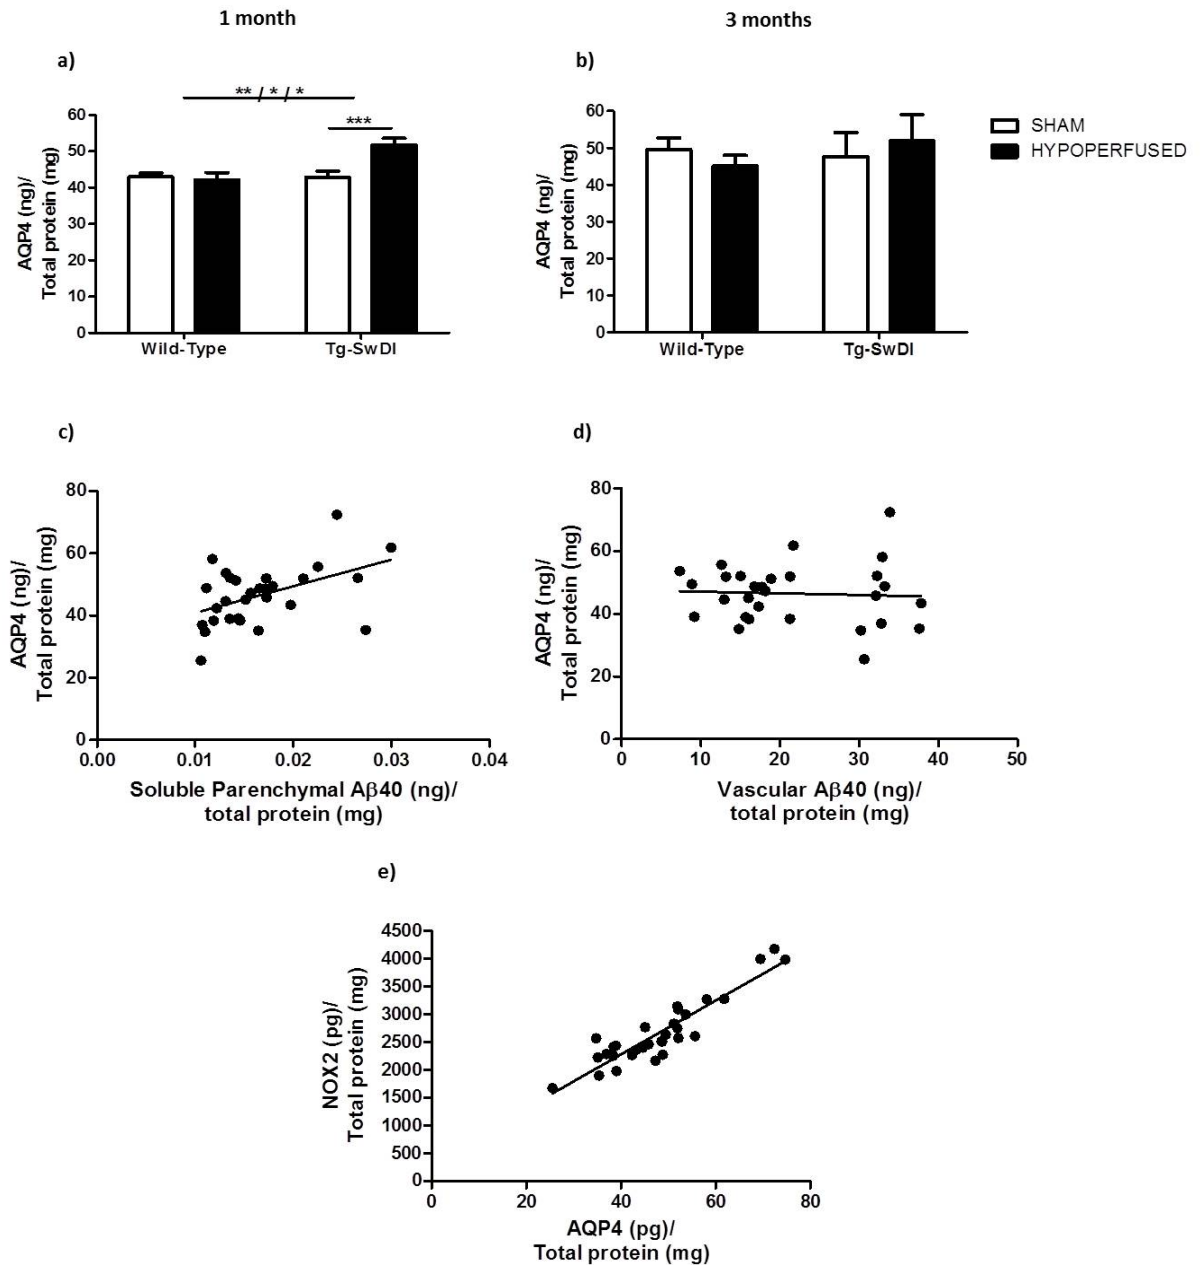 1 month
3 months
a)
b)
** / * / *
***
60
50
40
30
20
10
0
AQP4 (ng)/
Total protein (mg)
Wild-Type
Tg-SwDI
60
50
40
30
20
10
0
AQP4 (ng)/
Total protein (mg)
Wild-Type
Tg-SwDI
SHAM
HYPOPERFUSED
c)
d)
80
60
40
20
0
AQP4 (ng)/
Total protein (mg)
0.00
0.01
0.02
0.03
0.04
Soluble Parenchymal Aβ40 (ng)/
total protein (mg)
80
60
40
20
0
AQP4 (ng)/
Total protein (mg)
0
10
20
30
40
50
Vascular Aβ40 (ng)/
total protein (mg)
e)
4500
4000
3500
3000
2500
2000
1500
1000
500
0
NOX2 (pg)/
Total protein (mg)
0
20
40
60
80
AQP4 (pg)/
Total protein (mg)